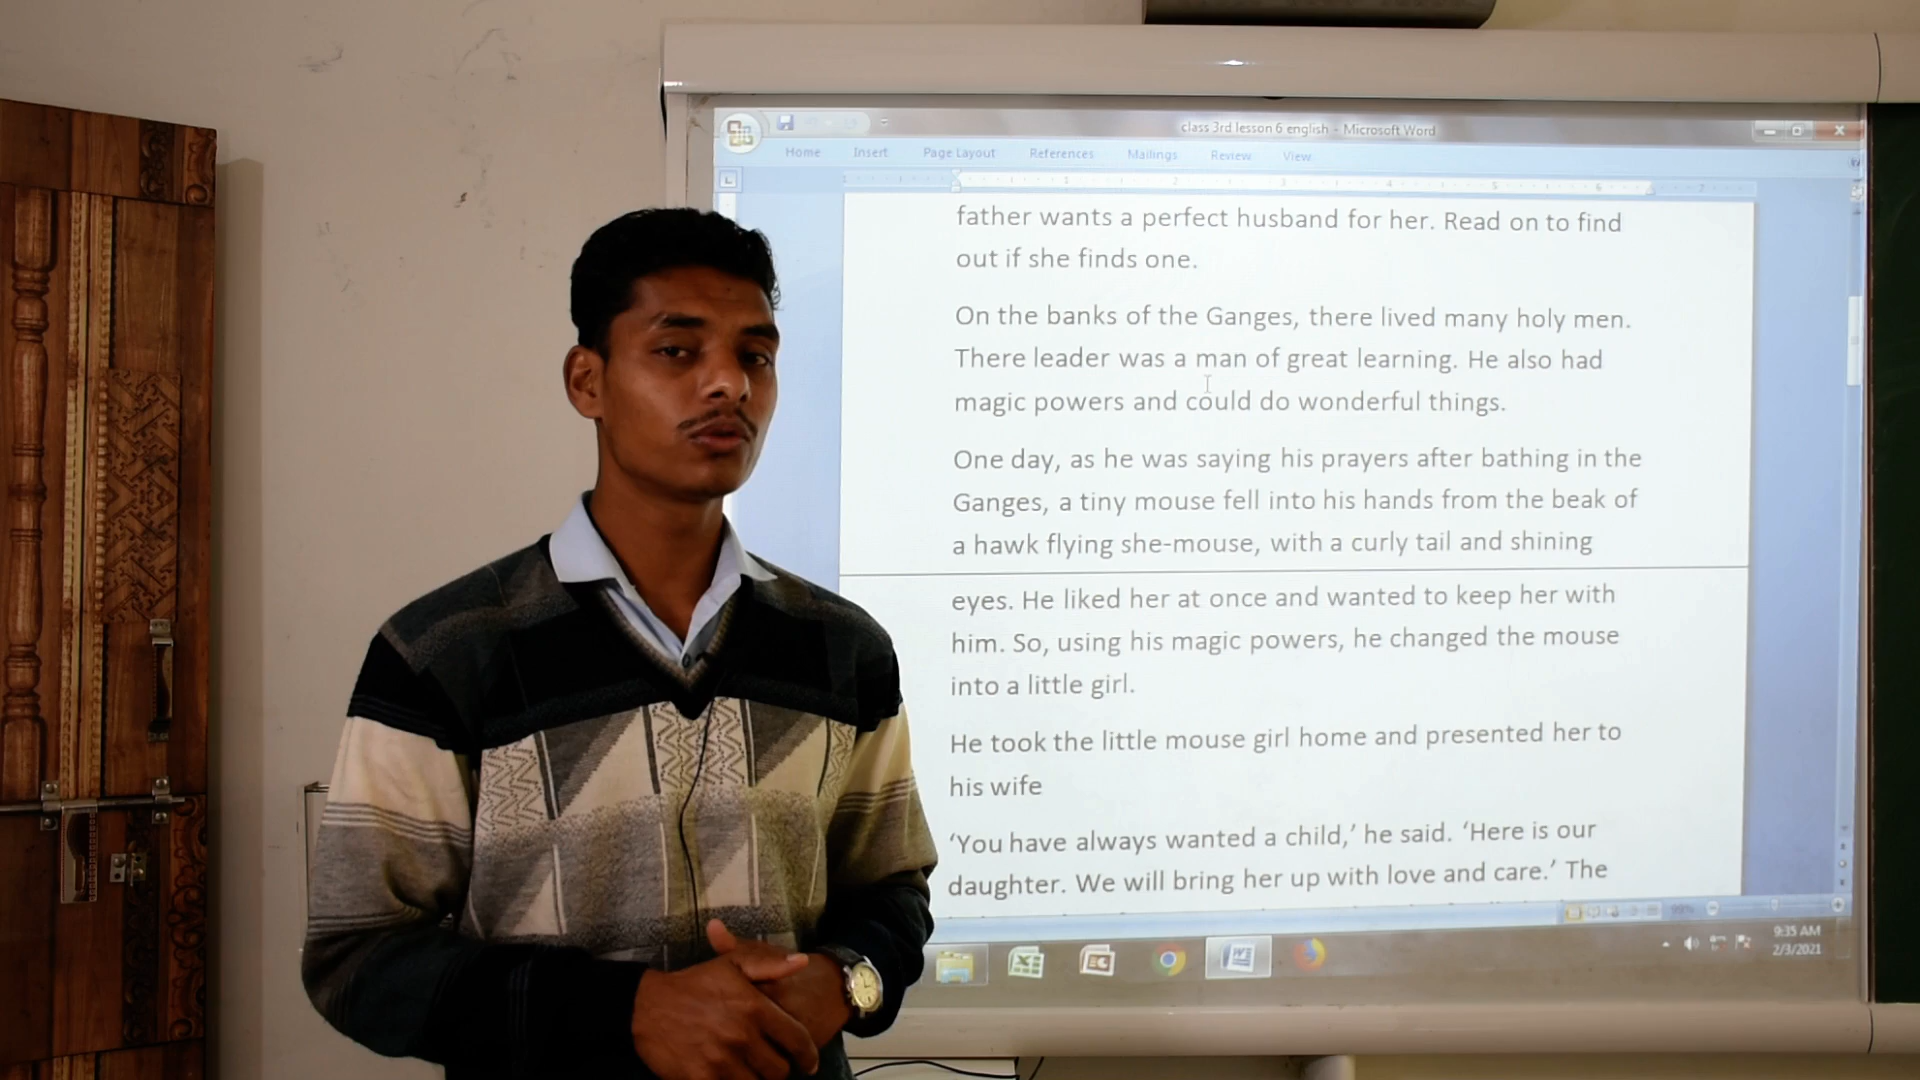 class 3rd lesson 6 english - Microsoft Word
Home Insert Page Layout References Mailings Review View
father wants a perfect husband for her. Read on to find
out if she finds one.
On the banks of the Ganges, there lived many holy men.
There leader was a man of great learning. He also had
magic powers and could do wonderful things.
One day, as he was saying his prayers after bathing in the
Ganges, a tiny mouse fell into his hands from the beak of
a hawk flying she-mouse, with a curly tail and shining
eyes. He liked her at once and wanted to keep her with
him. So, using his magic powers, he changed the mouse
into a little girl.
He took the little mouse girl home and presented her to
his wife
‘You have always wanted a child,’ he said. ‘Here is our
daughter. We will bring her up with love and care.’ The
99%
9:35 AM
2/3/2021